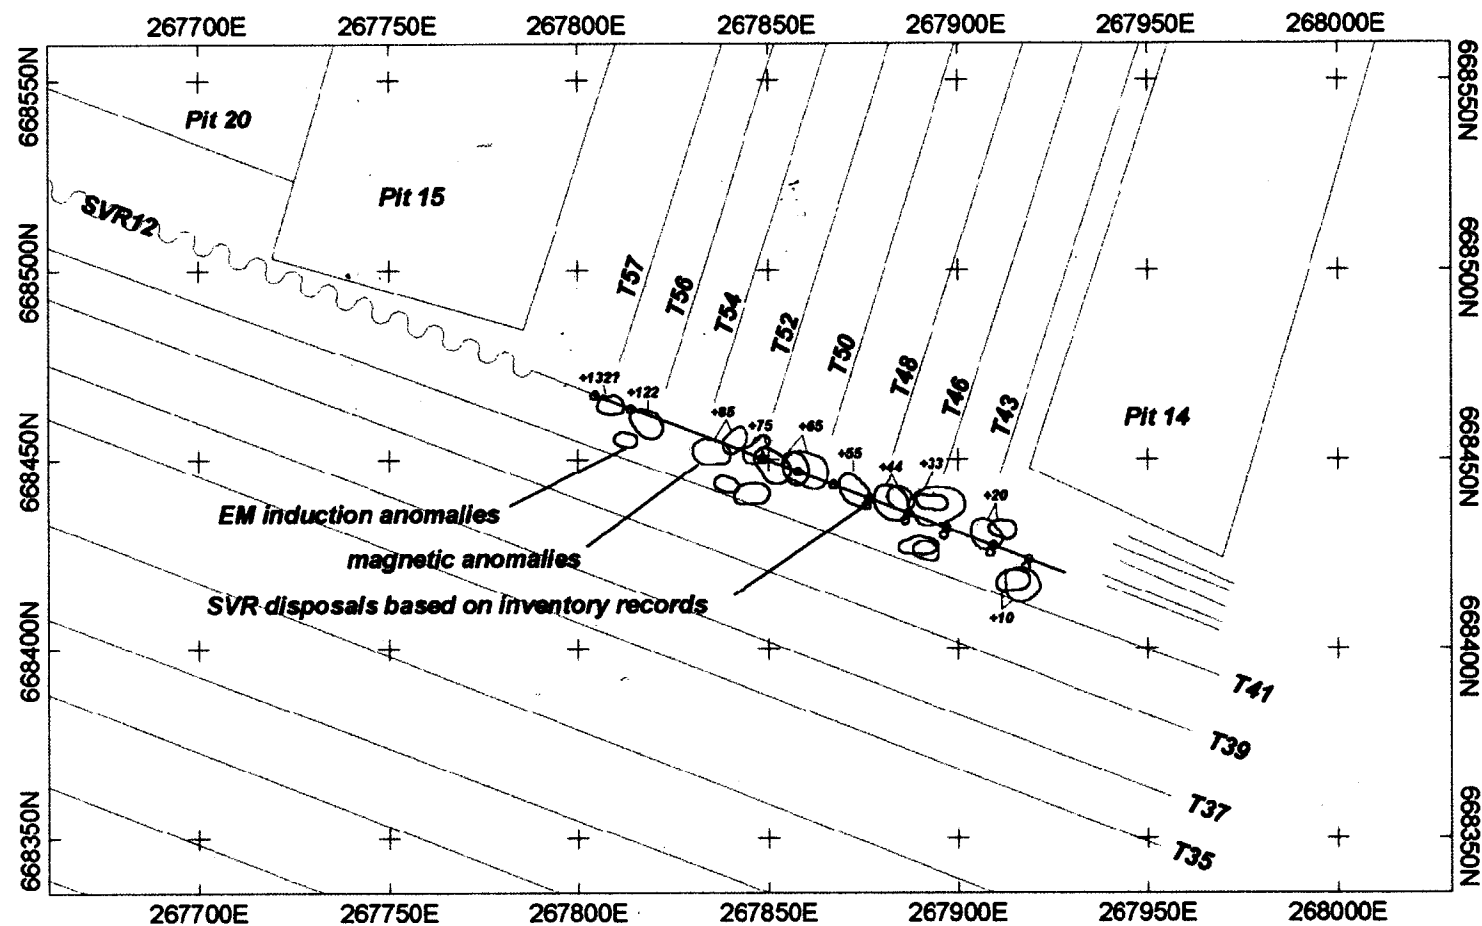 267700E 267750E 267800E 267850E 267900E 267950E 268000E
668550N
668550N
Pit 20
Pit 15
SVR12
668500N
668500N
T57
T56
T54
T52
T50
T48
T46
T43
Pit 14
+132?
+122
+85
+75
+65
+55
+44
+33
+20
+10
668450N
668450N
EM induction anomalies
magnetic anomalies
SVR disposals based on inventory records
668400N
668400N
T41
T39
T37
T35
668350N
668350N
267700E 267750E 267800E 267850E 267900E 267950E 268000E